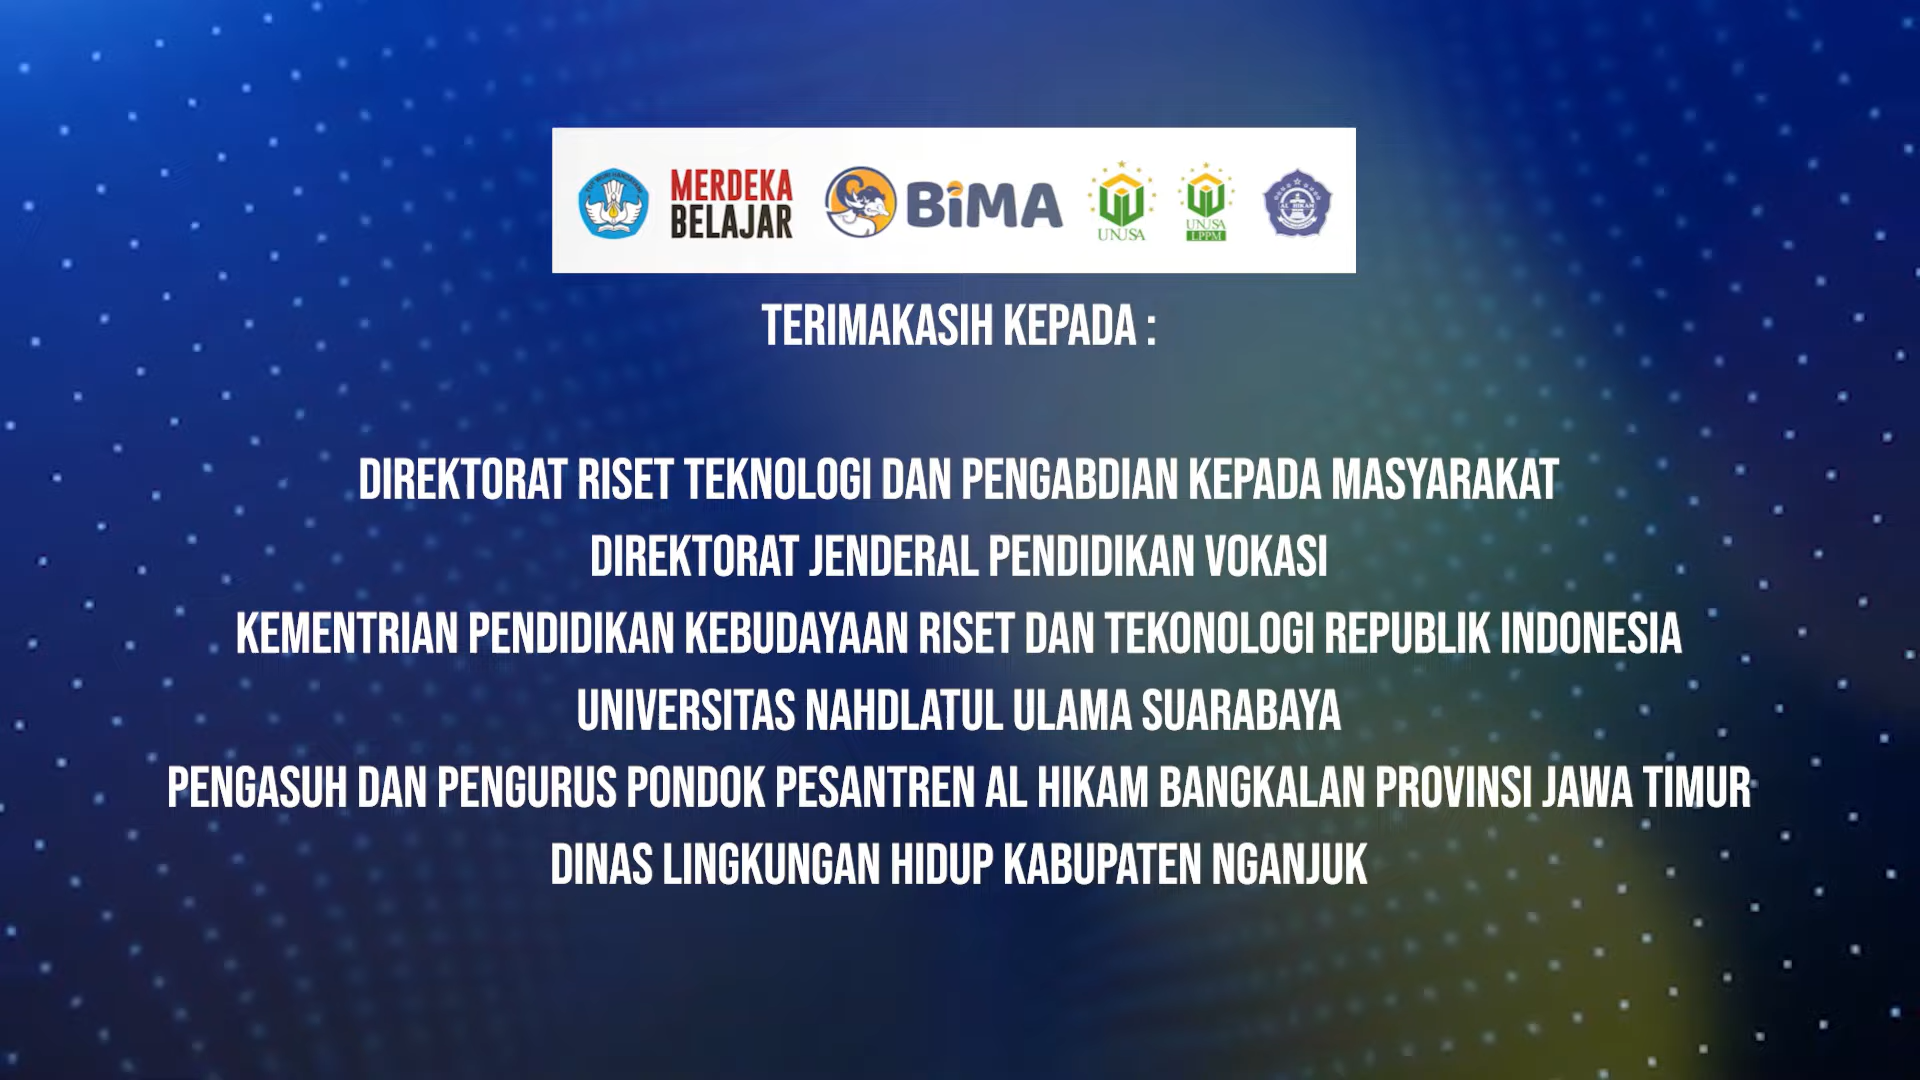 MERDEKA
BELAJAR
BiMA
UNUSA
UNUSA
LPPM
AL HIKAM
TERIMAKASIH KEPADA :
DIREKTORAT RISET TEKNOLOGI DAN PENGABDIAN KEPADA MASYARAKAT
DIREKTORAT JENDERAL PENDIDIKAN VOKASI
KEMENTRIAN PENDIDIKAN KEBUDAYAAN RISET DAN TEKONOLOGI REPUBLIK INDONESIA
UNIVERSITAS NAHDLATUL ULAMA SUARABAYA
PENGASUH DAN PENGURUS PONDOK PESANTREN AL HIKAM BANGKALAN PROVINSI JAWA TIMUR
DINAS LINGKUNGAN HIDUP KABUPATEN NGANJUK